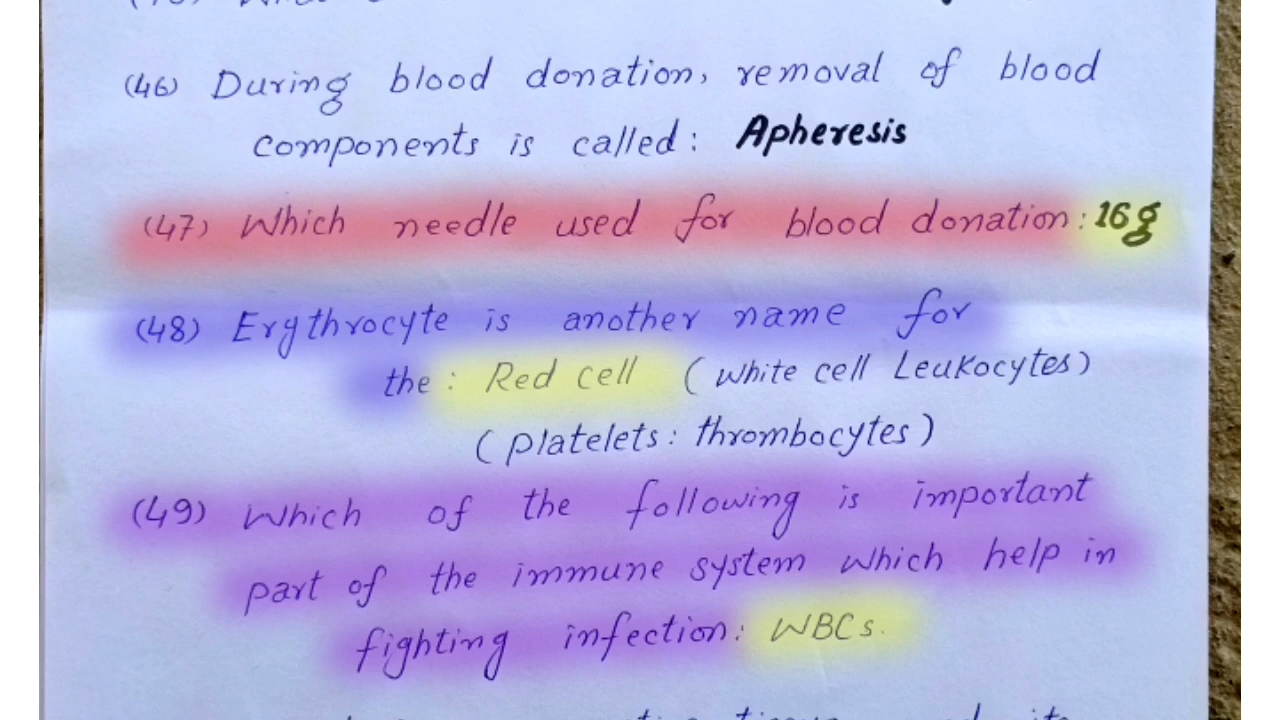 (46) During blood donation, removal of blood
components is called: Apheresis
(47) Which needle used for blood donation: 16g
(48) Erythrocyte is another name for
the: Red cell (White cell Leukocytes)
(platelets: thrombocytes)
(49) Which of the following is important
part of the immune system which help in
fighting infection: WBCs.